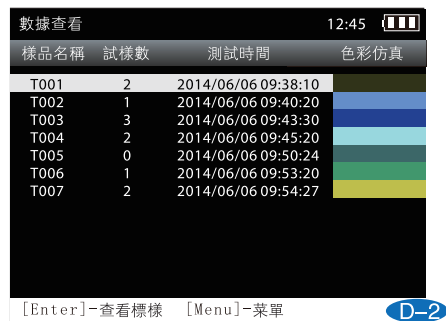 數據查看 12:45
樣品名稱 試樣數 測試時間 色彩仿真
T001 2 2014/06/06 09:38:10
T002 1 2014/06/06 09:40:20
T003 3 2014/06/06 09:43:30
T004 2 2014/06/06 09:45:20
T005 0 2014/06/06 09:50:24
T006 1 2014/06/06 09:53:20
T007 2 2014/06/06 09:54:27
[Enter]-查看標樣 [Menu]-菜單 D-2